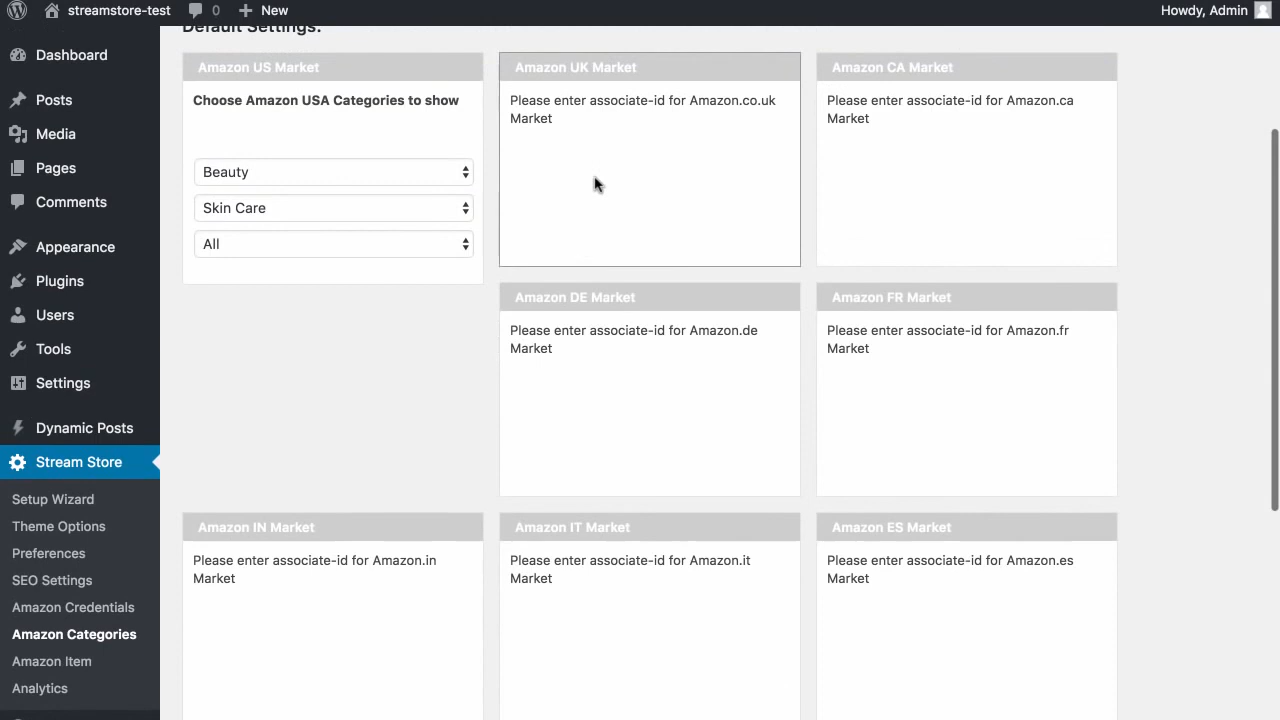 streamstore-test
0
New
Howdy, Admin
Dashboard
Posts
Media
Pages
Comments
Appearance
Plugins
Users
Tools
Settings
Dynamic Posts
Stream Store
Setup Wizard
Theme Options
Preferences
SEO Settings
Amazon Credentials
Amazon Categories
Amazon Item
Analytics
Default Settings:
Amazon US Market
Choose Amazon USA Categories to show
Beauty
Skin Care
All
Amazon UK Market
Please enter associate-id for Amazon.co.uk
Market
Amazon CA Market
Please enter associate-id for Amazon.ca
Market
Amazon DE Market
Please enter associate-id for Amazon.de
Market
Amazon FR Market
Please enter associate-id for Amazon.fr
Market
Amazon IN Market
Please enter associate-id for Amazon.in
Market
Amazon IT Market
Please enter associate-id for Amazon.it
Market
Amazon ES Market
Please enter associate-id for Amazon.es
Market